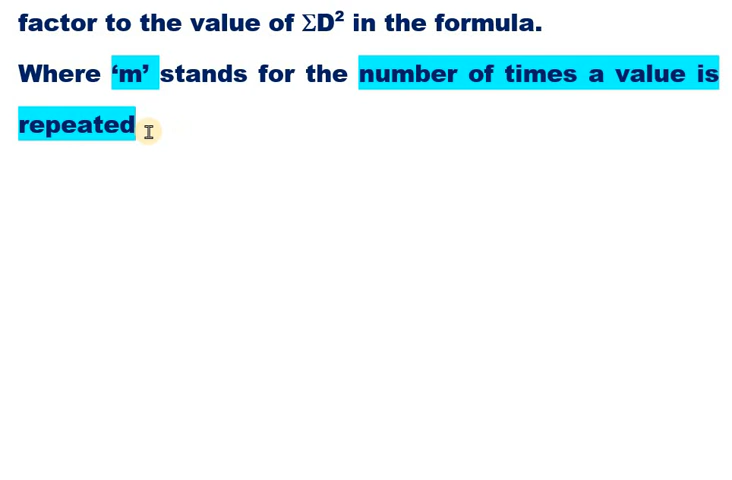 factor to the value of ΣD² in the formula.
Where ‘m’ stands for the number of times a value is
repeated